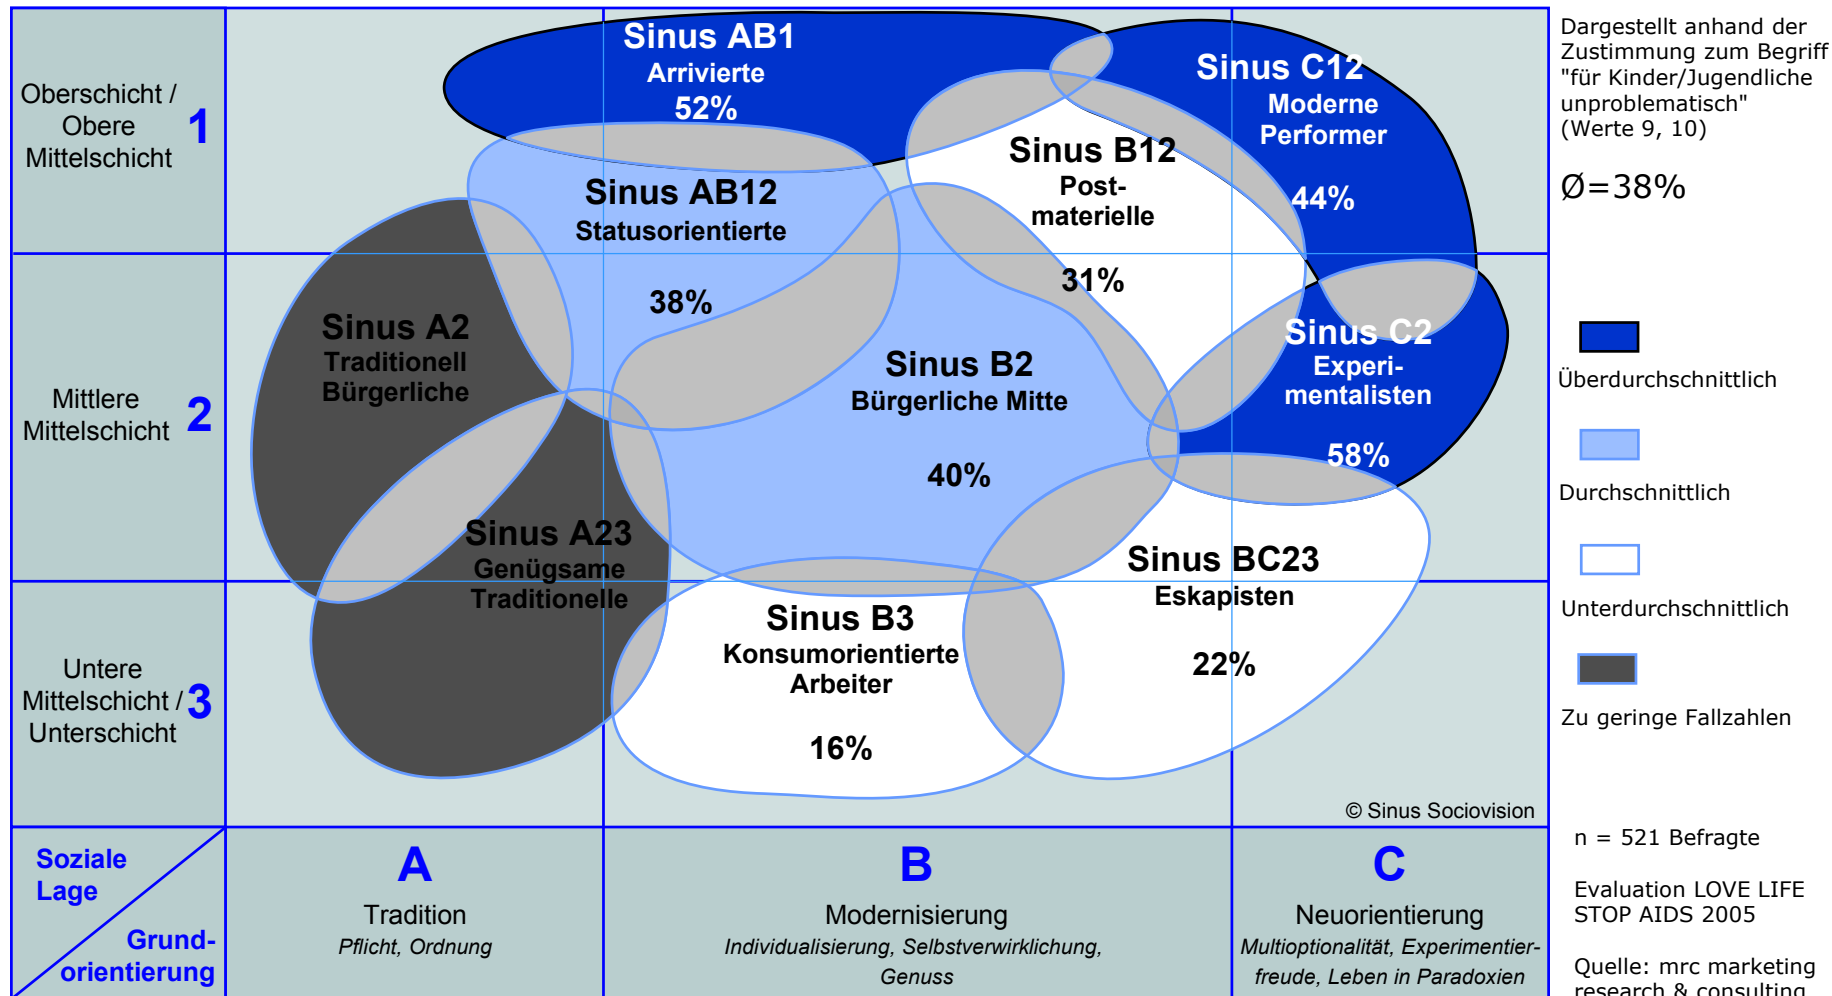 Oberschicht /
Obere
Mittelschicht
1
Mittlere
Mittelschicht
2
Untere
Mittelschicht /
Unterschicht
3
Soziale
Lage
Grund-
orientierung
Sinus AB1
Arrivierte
52%
Sinus C12
Moderne
Performer
44%
Sinus B12
Post-
materielle
31%
Sinus AB12
Statusorientierte
38%
Sinus A2
Traditionell
Bürgerliche
Sinus B2
Bürgerliche Mitte
40%
Sinus C2
Experi-
mentalisten
58%
Sinus A23
Genügsame
Traditionelle
Sinus BC23
Eskapisten
22%
Sinus B3
Konsumorientierte
Arbeiter
16%
© Sinus Sociovision
A
Tradition
Pflicht, Ordnung
B
Modernisierung
Individualisierung, Selbstverwirklichung,
Genuss
C
Neuorientierung
Multioptionalität, Experimentier-
freude, Leben in Paradoxien
Dargestellt anhand der
Zustimmung zum Begriff
"für Kinder/Jugendliche
unproblematisch"
(Werte 9, 10)
Ø=38%
Überdurchschnittlich
Durchschnittlich
Unterdurchschnittlich
Zu geringe Fallzahlen
n = 521 Befragte
Evaluation LOVE LIFE
STOP AIDS 2005
Quelle: mrc marketing
research & consulting